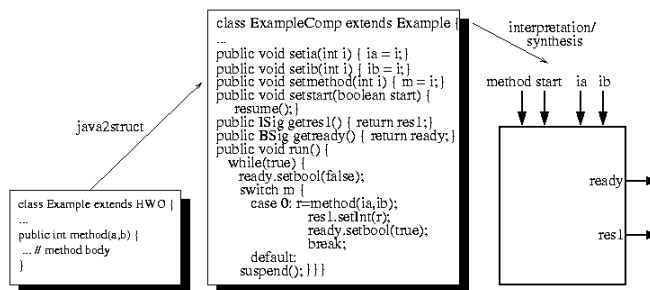 class Example extends HWO {
...
public int method(a,b) {
... // method body
}
java2struct
class ExampleComp extends Example {
...
public void setia(int i) { ia = i;}
public void setib(int i) { ib = i;}
public void setmethod(int i) { m = i;}
public void setstart(boolean start) {
resume();}
public ISig getres1() { return res1;}
public BSig getready() { return ready;}
public void run() {
while(true) {
ready.setbool(false);
switch m {
case 0: r=method(ia,ib);
res1.setInt(r);
ready.setbool(true);
break;
default:
suspend(); } } }
interpretation/
synthesis
method start ia ib
ready
res1